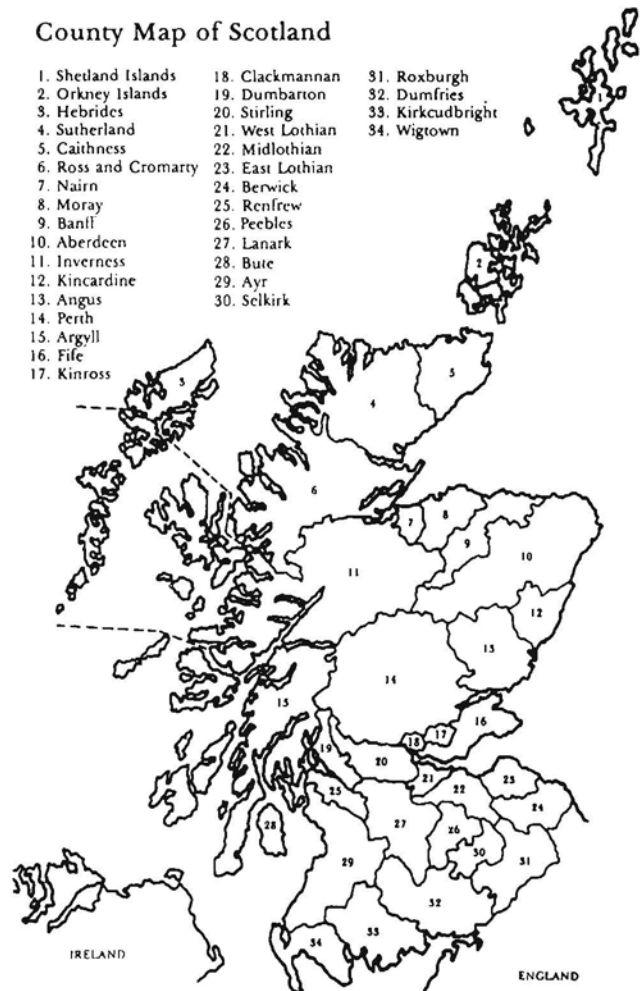 County Map of Scotland
1. Shetland Islands
2. Orkney Islands
3. Hebrides
4. Sutherland
5. Caithness
6. Ross and Cromarty
7. Nairn
8. Moray
9. Banff
10. Aberdeen
11. Inverness
12. Kincardine
13. Angus
14. Perth
15. Argyll
16. Fife
17. Kinross
18. Clackmannan
19. Dumbarton
20. Stirling
21. West Lothian
22. Midlothian
23. East Lothian
24. Berwick
25. Renfrew
26. Peebles
27. Lanark
28. Bute
29. Ayr
30. Selkirk
31. Roxburgh
32. Dumfries
33. Kirkcudbright
34. Wigtown
1
2
3
4
5
6
7
8
9
10
11
12
13
14
15
16
17
18
19
20
21
22
23
24
25
26
27
28
29
30
31
32
33
34
IRELAND
ENGLAND